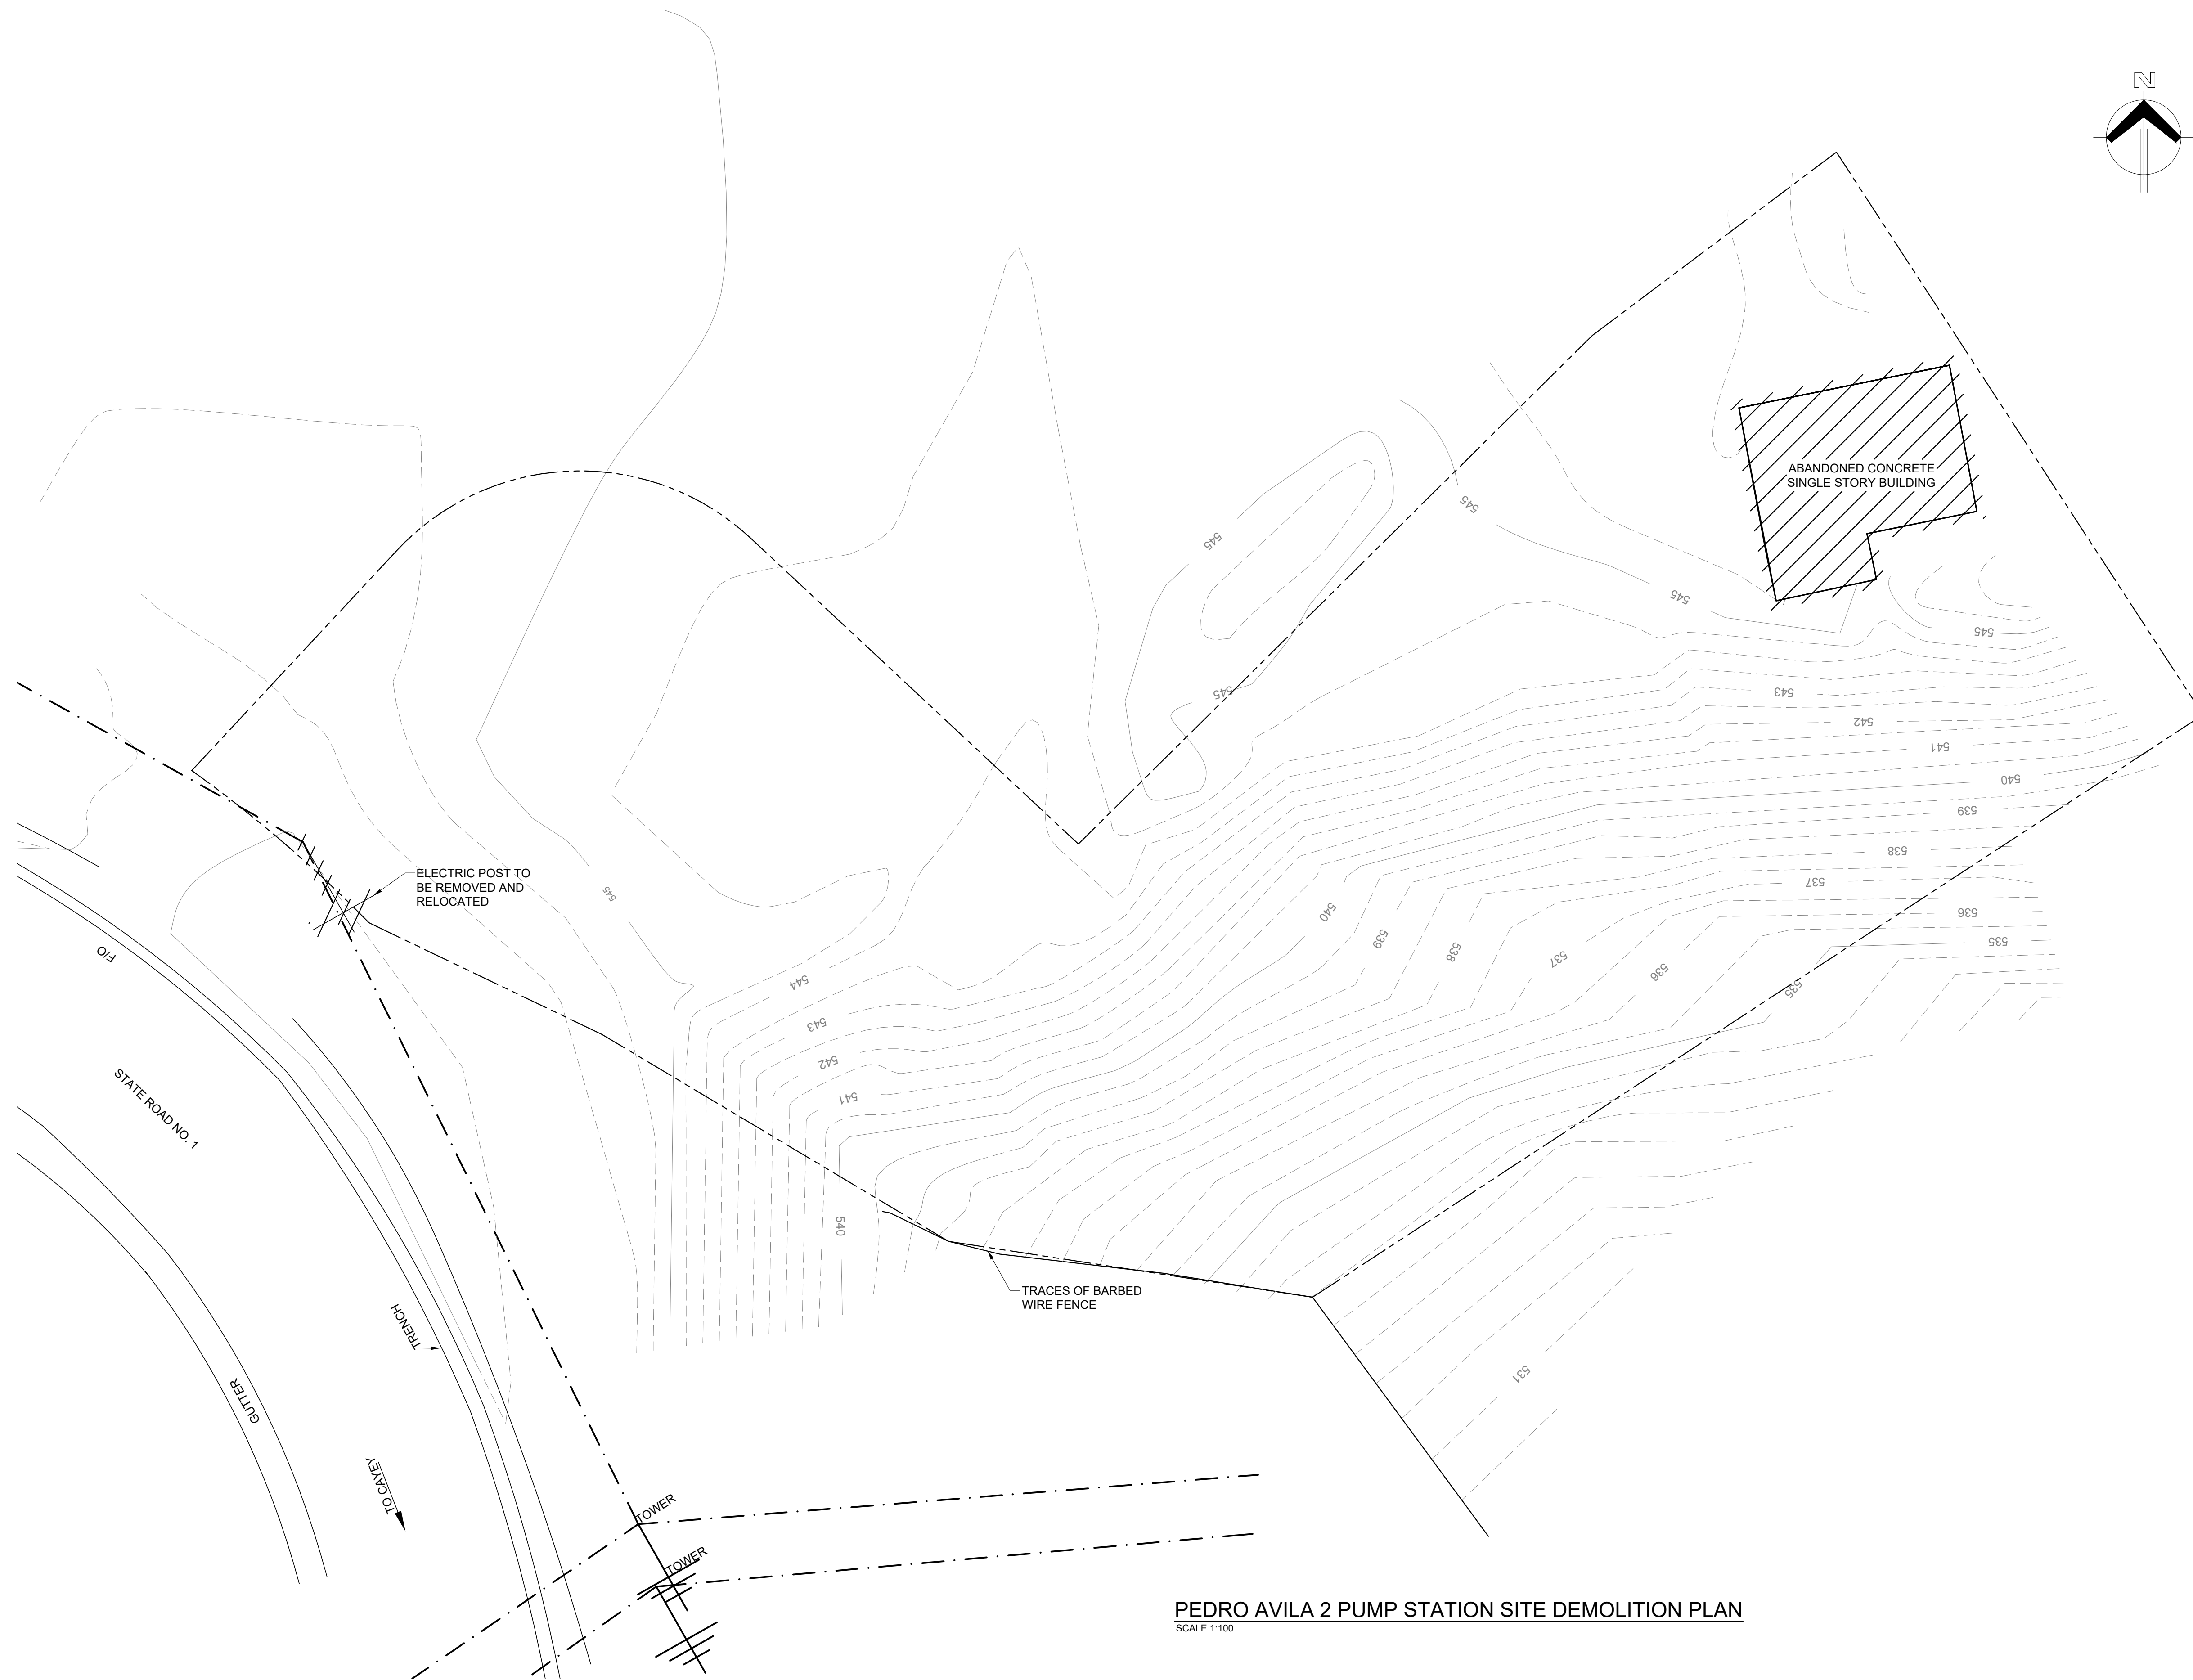 N
ABANDONED CONCRETE
SINGLE STORY BUILDING
545
545
545
545
545
545
543
542
541
540
539
538
537
536
535
ELECTRIC POST TO
BE REMOVED AND
RELOCATED
545
540
539
538
537
536
535
544
543
542
541
540
F/O
STATE ROAD NO. 1
TRENCH
GUTTER
TO CAYEY
TRACES OF BARBED
WIRE FENCE
531
TOWER
TOWER
PEDRO AVILA 2 PUMP STATION SITE DEMOLITION PLAN
SCALE 1:100